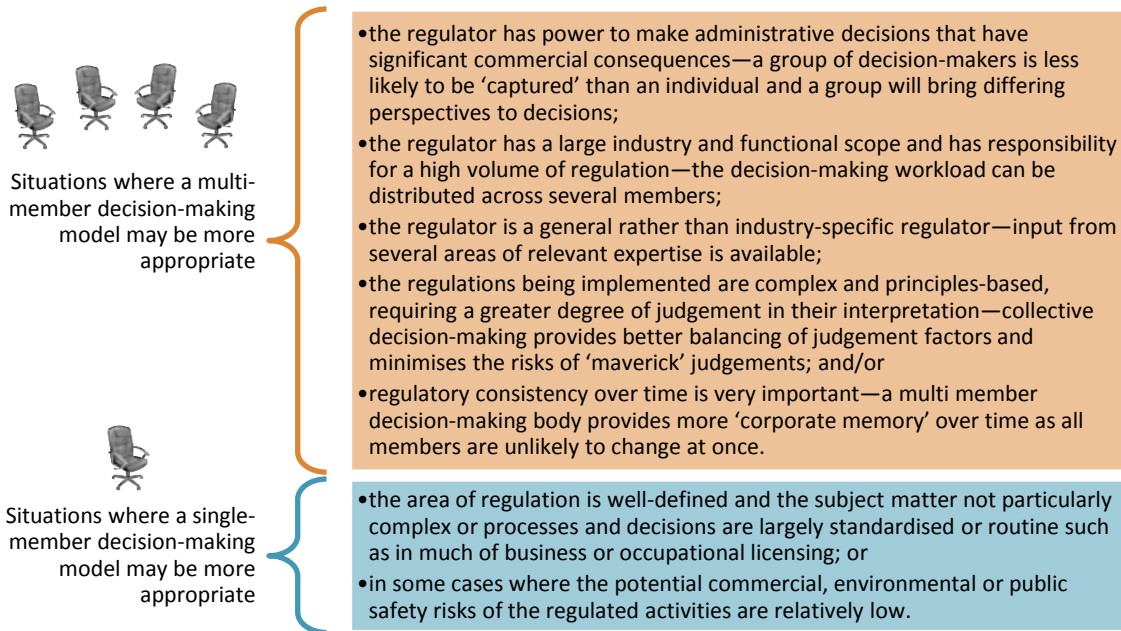 Situations where a multi-
member decision-making
model may be more
appropriate
•the regulator has power to make administrative decisions that have
significant commercial consequences—a group of decision-makers is less
likely to be ‘captured’ than an individual and a group will bring differing
perspectives to decisions;
•the regulator has a large industry and functional scope and has responsibility
for a high volume of regulation—the decision-making workload can be
distributed across several members;
•the regulator is a general rather than industry-specific regulator—input from
several areas of relevant expertise is available;
•the regulations being implemented are complex and principles-based,
requiring a greater degree of judgement in their interpretation—collective
decision-making provides better balancing of judgement factors and
minimises the risks of ‘maverick’ judgements; and/or
•regulatory consistency over time is very important—a multi member
decision-making body provides more ‘corporate memory’ over time as all
members are unlikely to change at once.
Situations where a single-
member decision-making
model may be more
appropriate
•the area of regulation is well-defined and the subject matter not particularly
complex or processes and decisions are largely standardised or routine such
as in much of business or occupational licensing; or
•in some cases where the potential commercial, environmental or public
safety risks of the regulated activities are relatively low.